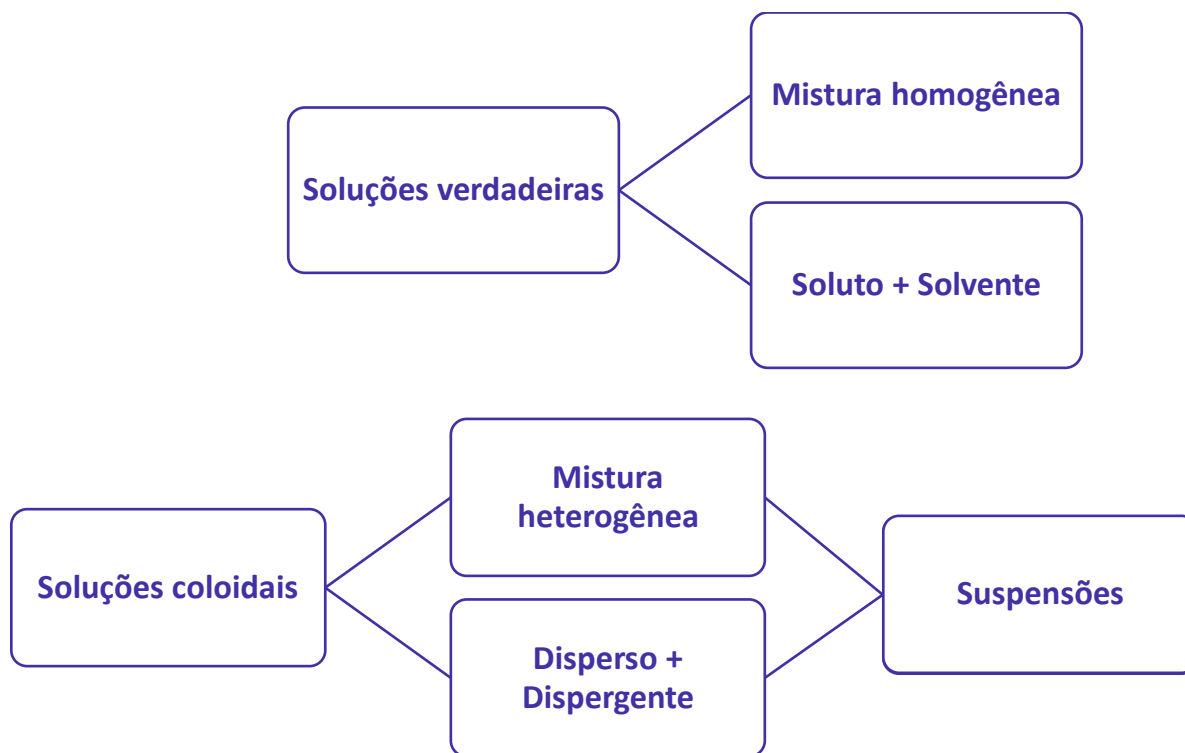 Mistura homogênea
Soluções verdadeiras
Soluto + Solvente
Mistura
heterogênea
Soluções coloidais
Suspensões
Disperso +
Dispergente